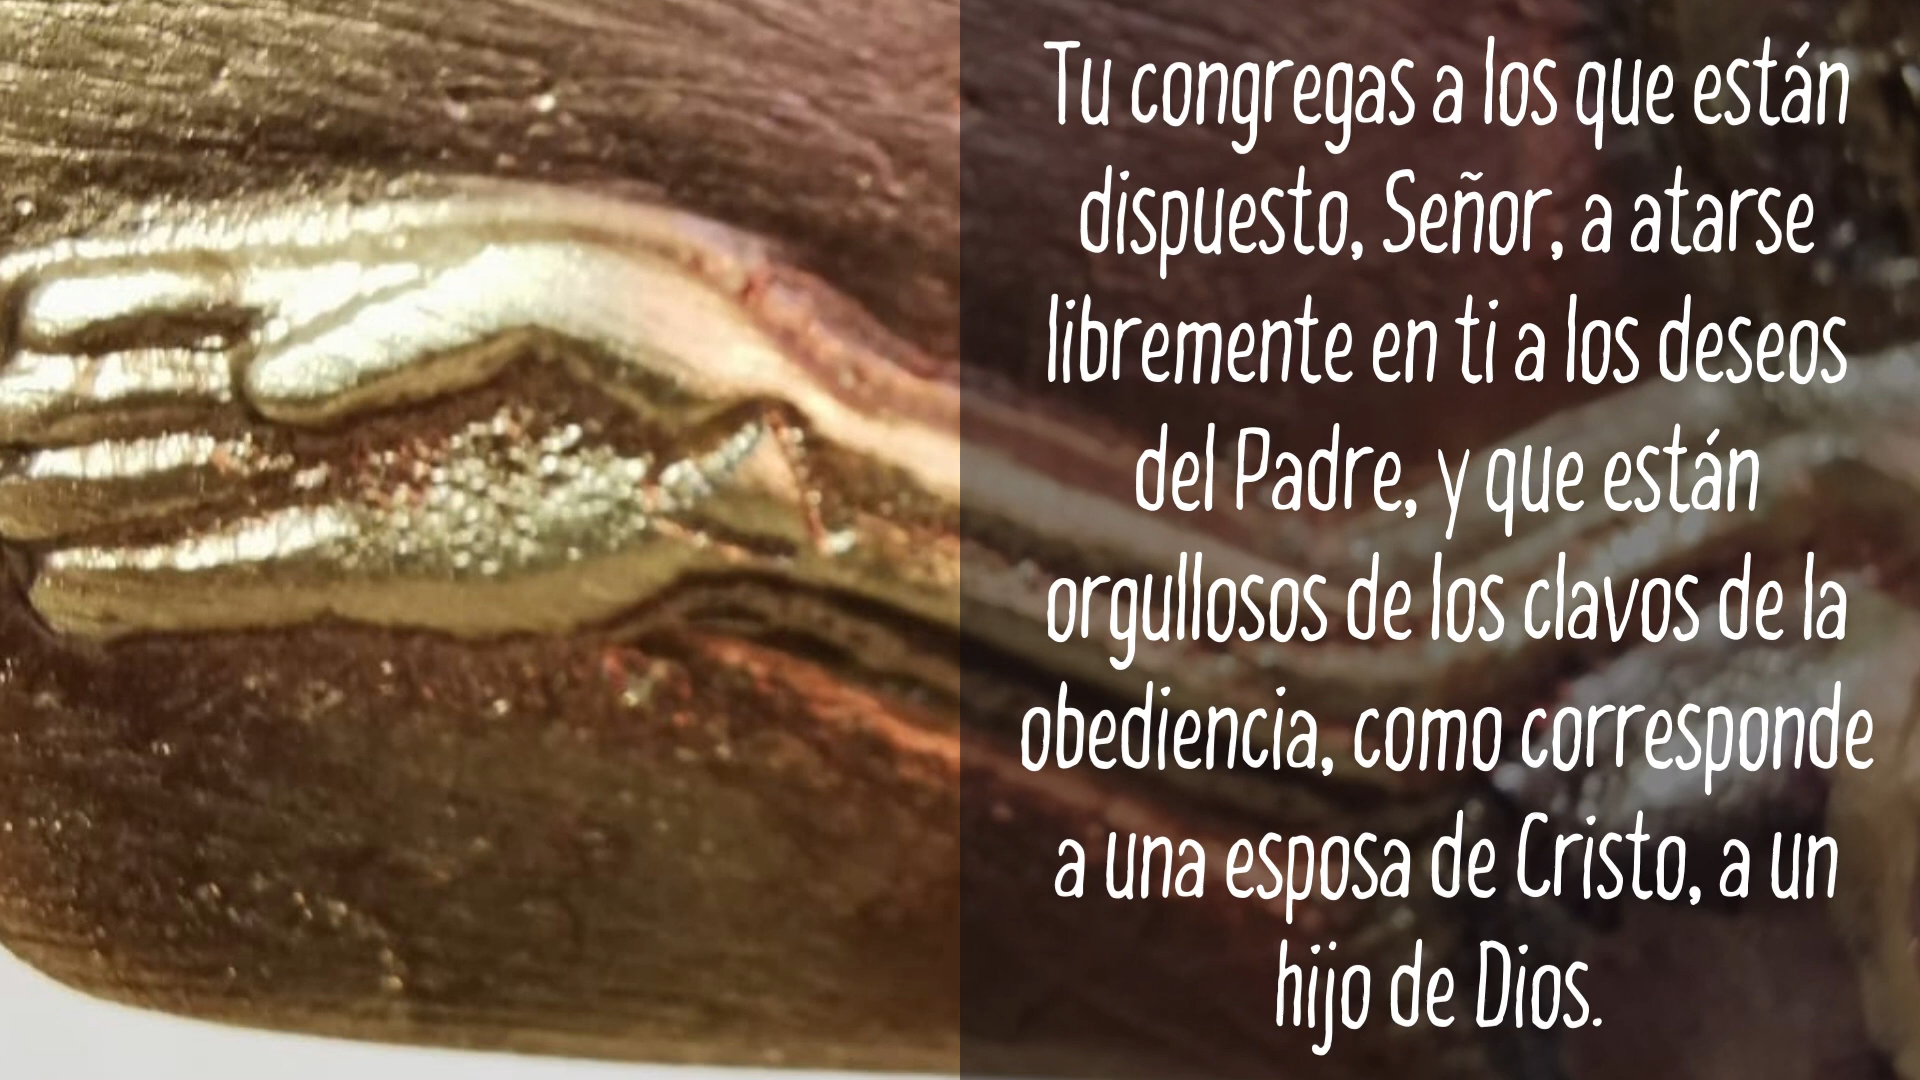 Tu congregas a los que están
dispuesto, Señor, a atarse
libremente en ti a los deseos
del Padre, y que están
orgullosos de los clavos de la
obediencia, como corresponde
a una esposa de Cristo, a un
hijo de Dios.